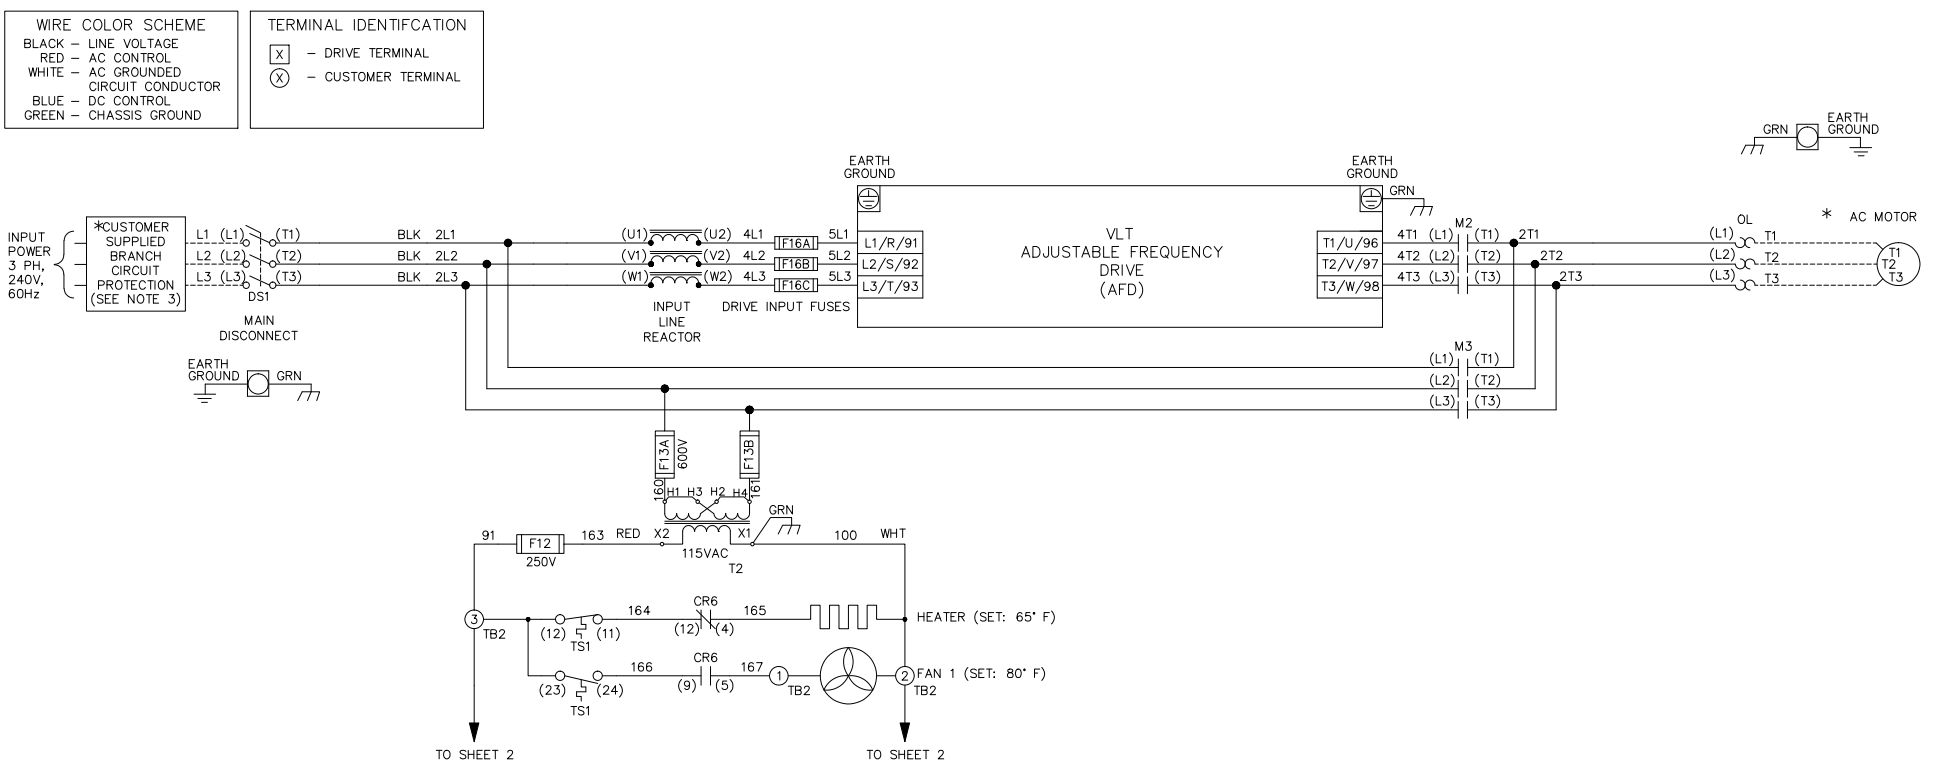 WIRE COLOR SCHEME
BLACK – LINE VOLTAGE
RED – AC CONTROL
WHITE – AC GROUNDED
CIRCUIT CONDUCTOR
BLUE – DC CONTROL
GREEN – CHASSIS GROUND
TERMINAL IDENTIFCATION
X – DRIVE TERMINAL
X – CUSTOMER TERMINAL
GRN
EARTH
GROUND
EARTH
GROUND
EARTH
GROUND
GRN
INPUT
POWER
3 PH,
240V,
60Hz
*CUSTOMER
SUPPLIED
BRANCH
CIRCUIT
PROTECTION
(SEE NOTE 3)
L1 (L1) (T1) BLK 2L1 (U1) (U2) 4L1 F16A 5L1 L1/R/91
L2 (L2) (T2) BLK 2L2 (V1) (V2) 4L2 F16B 5L2 L2/S/92
L3 (L3) (T3) BLK 2L3 (W1) (W2) 4L3 F16C 5L3 L3/T/93
DS1
MAIN
DISCONNECT
INPUT
LINE
REACTOR
DRIVE INPUT FUSES
VLT
ADJUSTABLE FREQUENCY
DRIVE
(AFD)
M2
T1/U/96 4T1 (L1) (T1) 2T1
T2/V/97 4T2 (L2) (T2) 2T2
T3/W/98 4T3 (L3) (T3) 2T3
OL
(L1) T1
(L2) T2
(L3) T3
* AC MOTOR
T1
T2
T3
M3
(L1) (T1)
(L2) (T2)
(L3) (T3)
EARTH
GROUND
GRN
F13A
600V
F13B
160
161
H1 H3 H2 H4
GRN
91 F12 163 RED X2 X1 100 WHT
250V
115VAC
T2
3
TB2
(12) (11)
TS1
164
CR6
(12) (4)
165
HEATER (SET: 65° F)
(23) (24)
TS1
166
CR6
(9) (5)
167
1
TB2
2
TB2
FAN 1 (SET: 80° F)
TO SHEET 2
TO SHEET 2